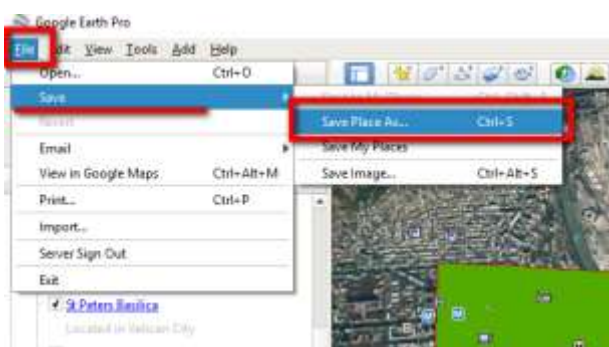 Google Earth Pro
File Edit View Tools Add Help
Open... Ctrl+O
Save
Revert
Save Place As... Ctrl+S
Email
Save My Places
View in Google Maps Ctrl+Alt+M
Save Image... Ctrl+Alt+S
Print... Ctrl+P
Import...
Server Sign Out
Exit
St Peters Basilica
Located in Vatican City